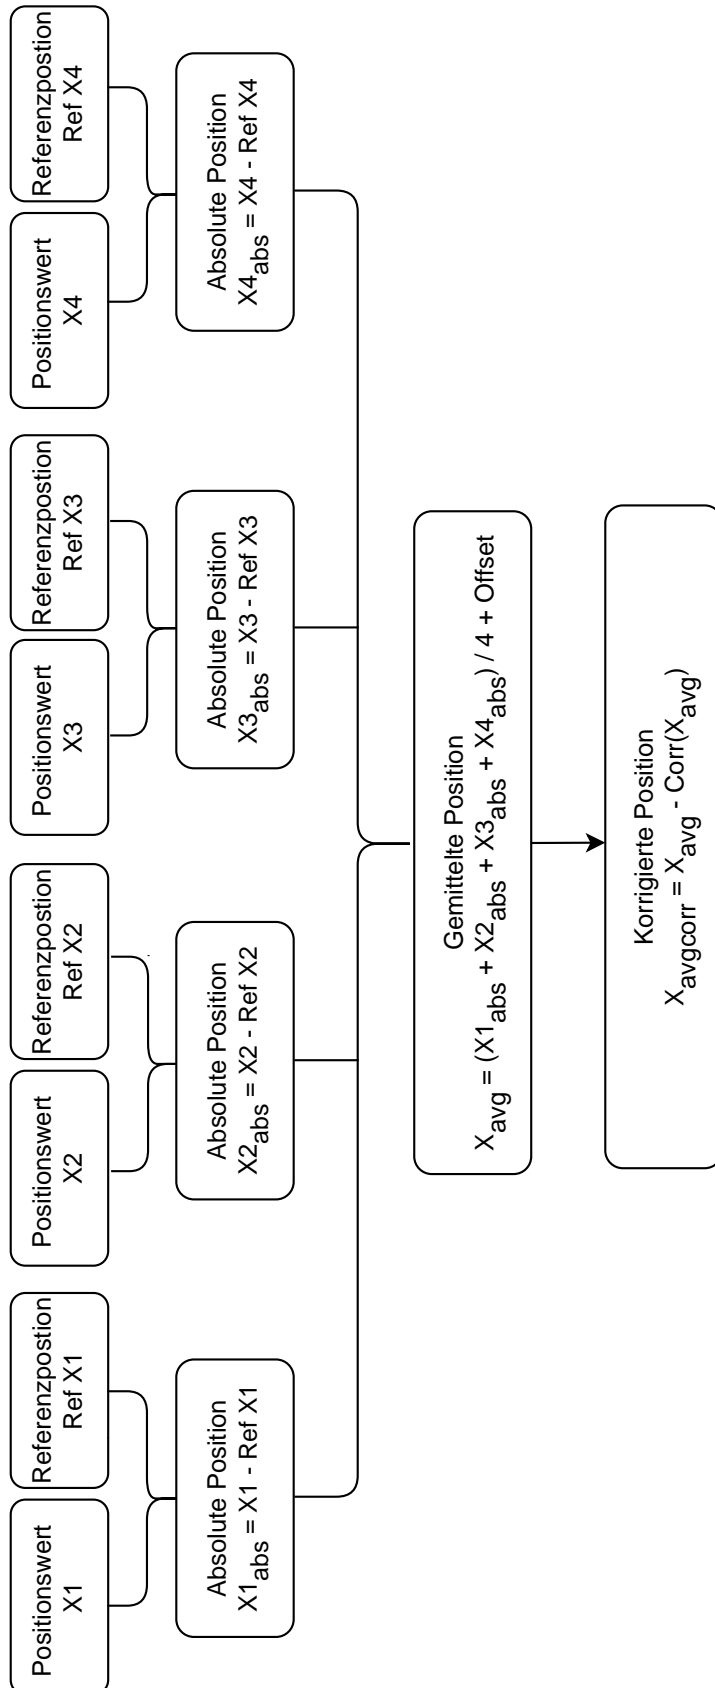 Positionswert
X1
Referenzpostion
Ref X1
Positionswert
X2
Referenzpostion
Ref X2
Positionswert
X3
Referenzpostion
Ref X3
Positionswert
X4
Referenzpostion
Ref X4
Absolute Position
X1abs = X1 - Ref X1
Absolute Position
X2abs = X2 - Ref X2
Absolute Position
X3abs = X3 - Ref X3
Absolute Position
X4abs = X4 - Ref X4
Gemittelte Position
Xavg = (X1abs + X2abs + X3abs + X4abs) / 4 + Offset
Korrigierte Position
Xavgcorr = Xavg - Corr(Xavg)